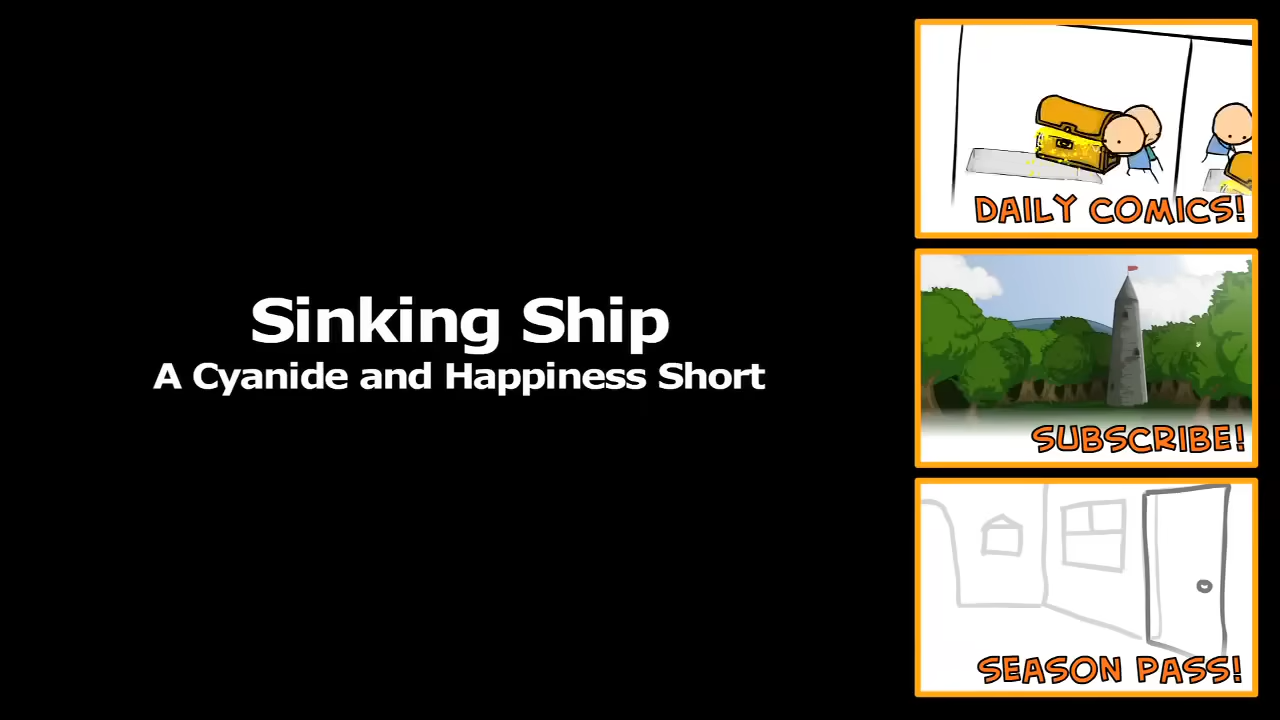 Sinking Ship
A Cyanide and Happiness Short
DAILY COMICS!
SUBSCRIBE!
SEASON PASS!